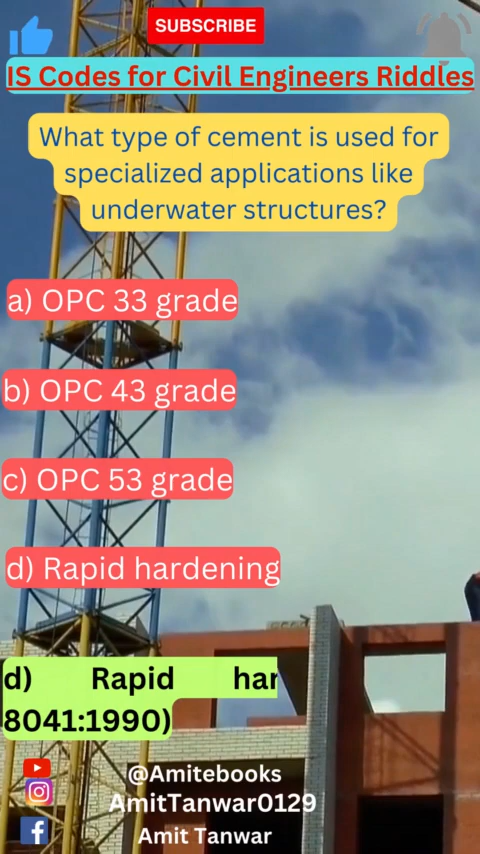 SUBSCRIBE
IS Codes for Civil Engineers Riddles
What type of cement is used for
specialized applications like
underwater structures?
a) OPC 33 grade
b) OPC 43 grade
c) OPC 53 grade
d) Rapid hardening
d) Rapid har
8041:1990)
@Amitebooks
AmitTanwar0129
Amit Tanwar